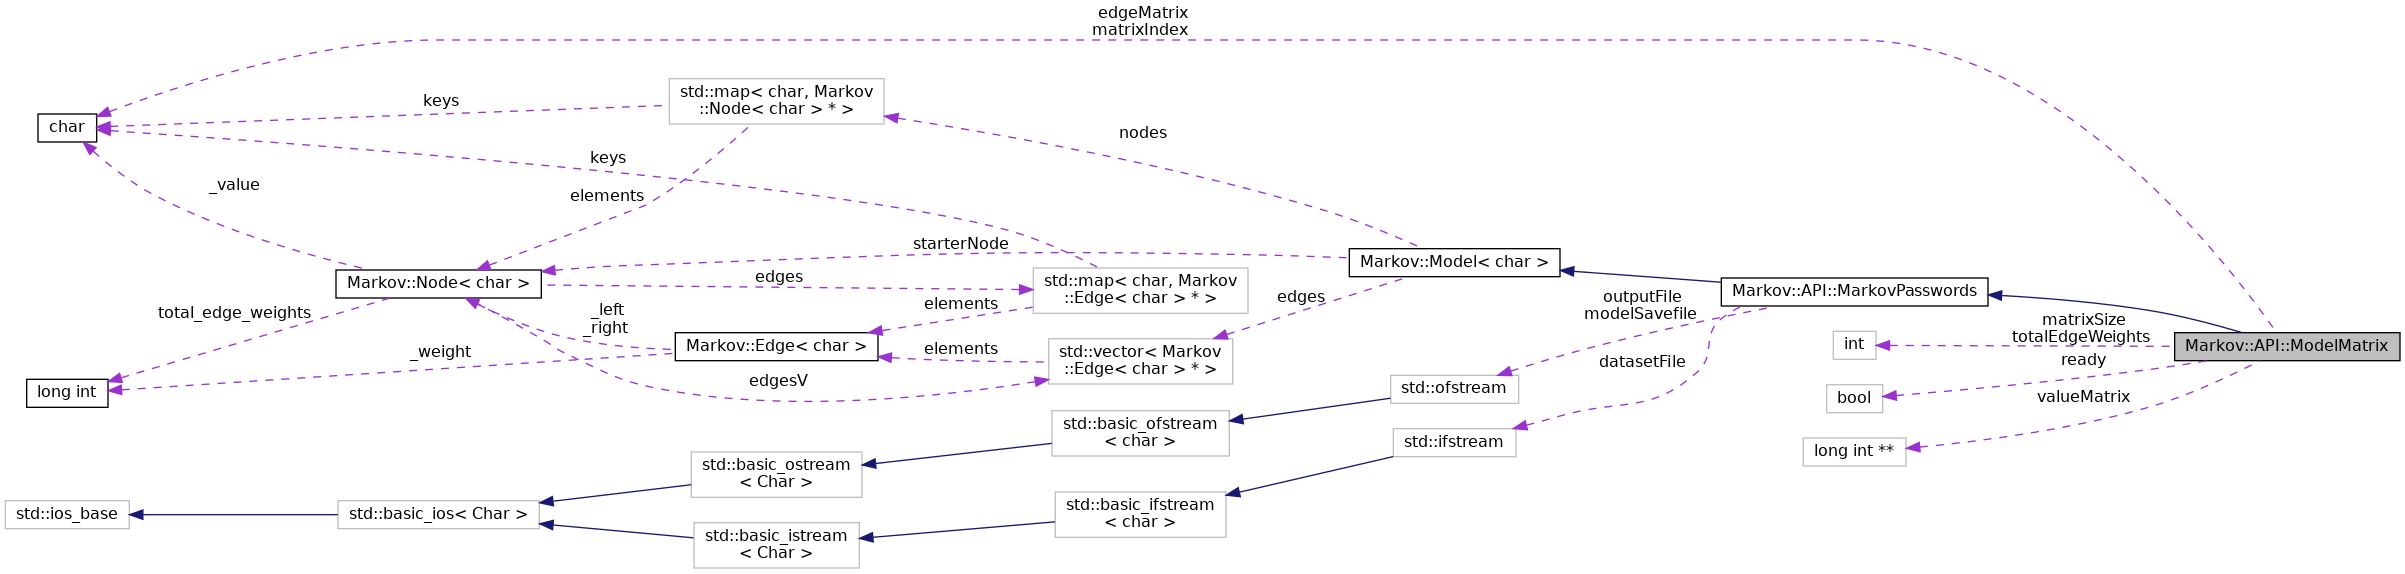 edgeMatrix
matrixIndex
std::map< char, Markov
::Node< char > * >
keys
char
nodes
keys
_value
elements
starterNode
Markov::Model< char >
edges
Markov::Node< char >
std::map< char, Markov
::Edge< char > * >
Markov::API::MarkovPasswords
edges
elements
outputFile
modelSavefile
total_edge_weights
_left
_right
matrixSize
totalEdgeWeights
int
Markov::API::ModelMatrix
Markov::Edge< char >
_weight
elements
std::vector< Markov
::Edge< char > * >
datasetFile
ready
edgesV
long int
std::ofstream
bool
valueMatrix
std::basic_ofstream
< char >
std::ifstream
long int **
std::basic_ostream
< Char >
std::basic_ifstream
< char >
std::ios_base
std::basic_ios< Char >
std::basic_istream
< Char >